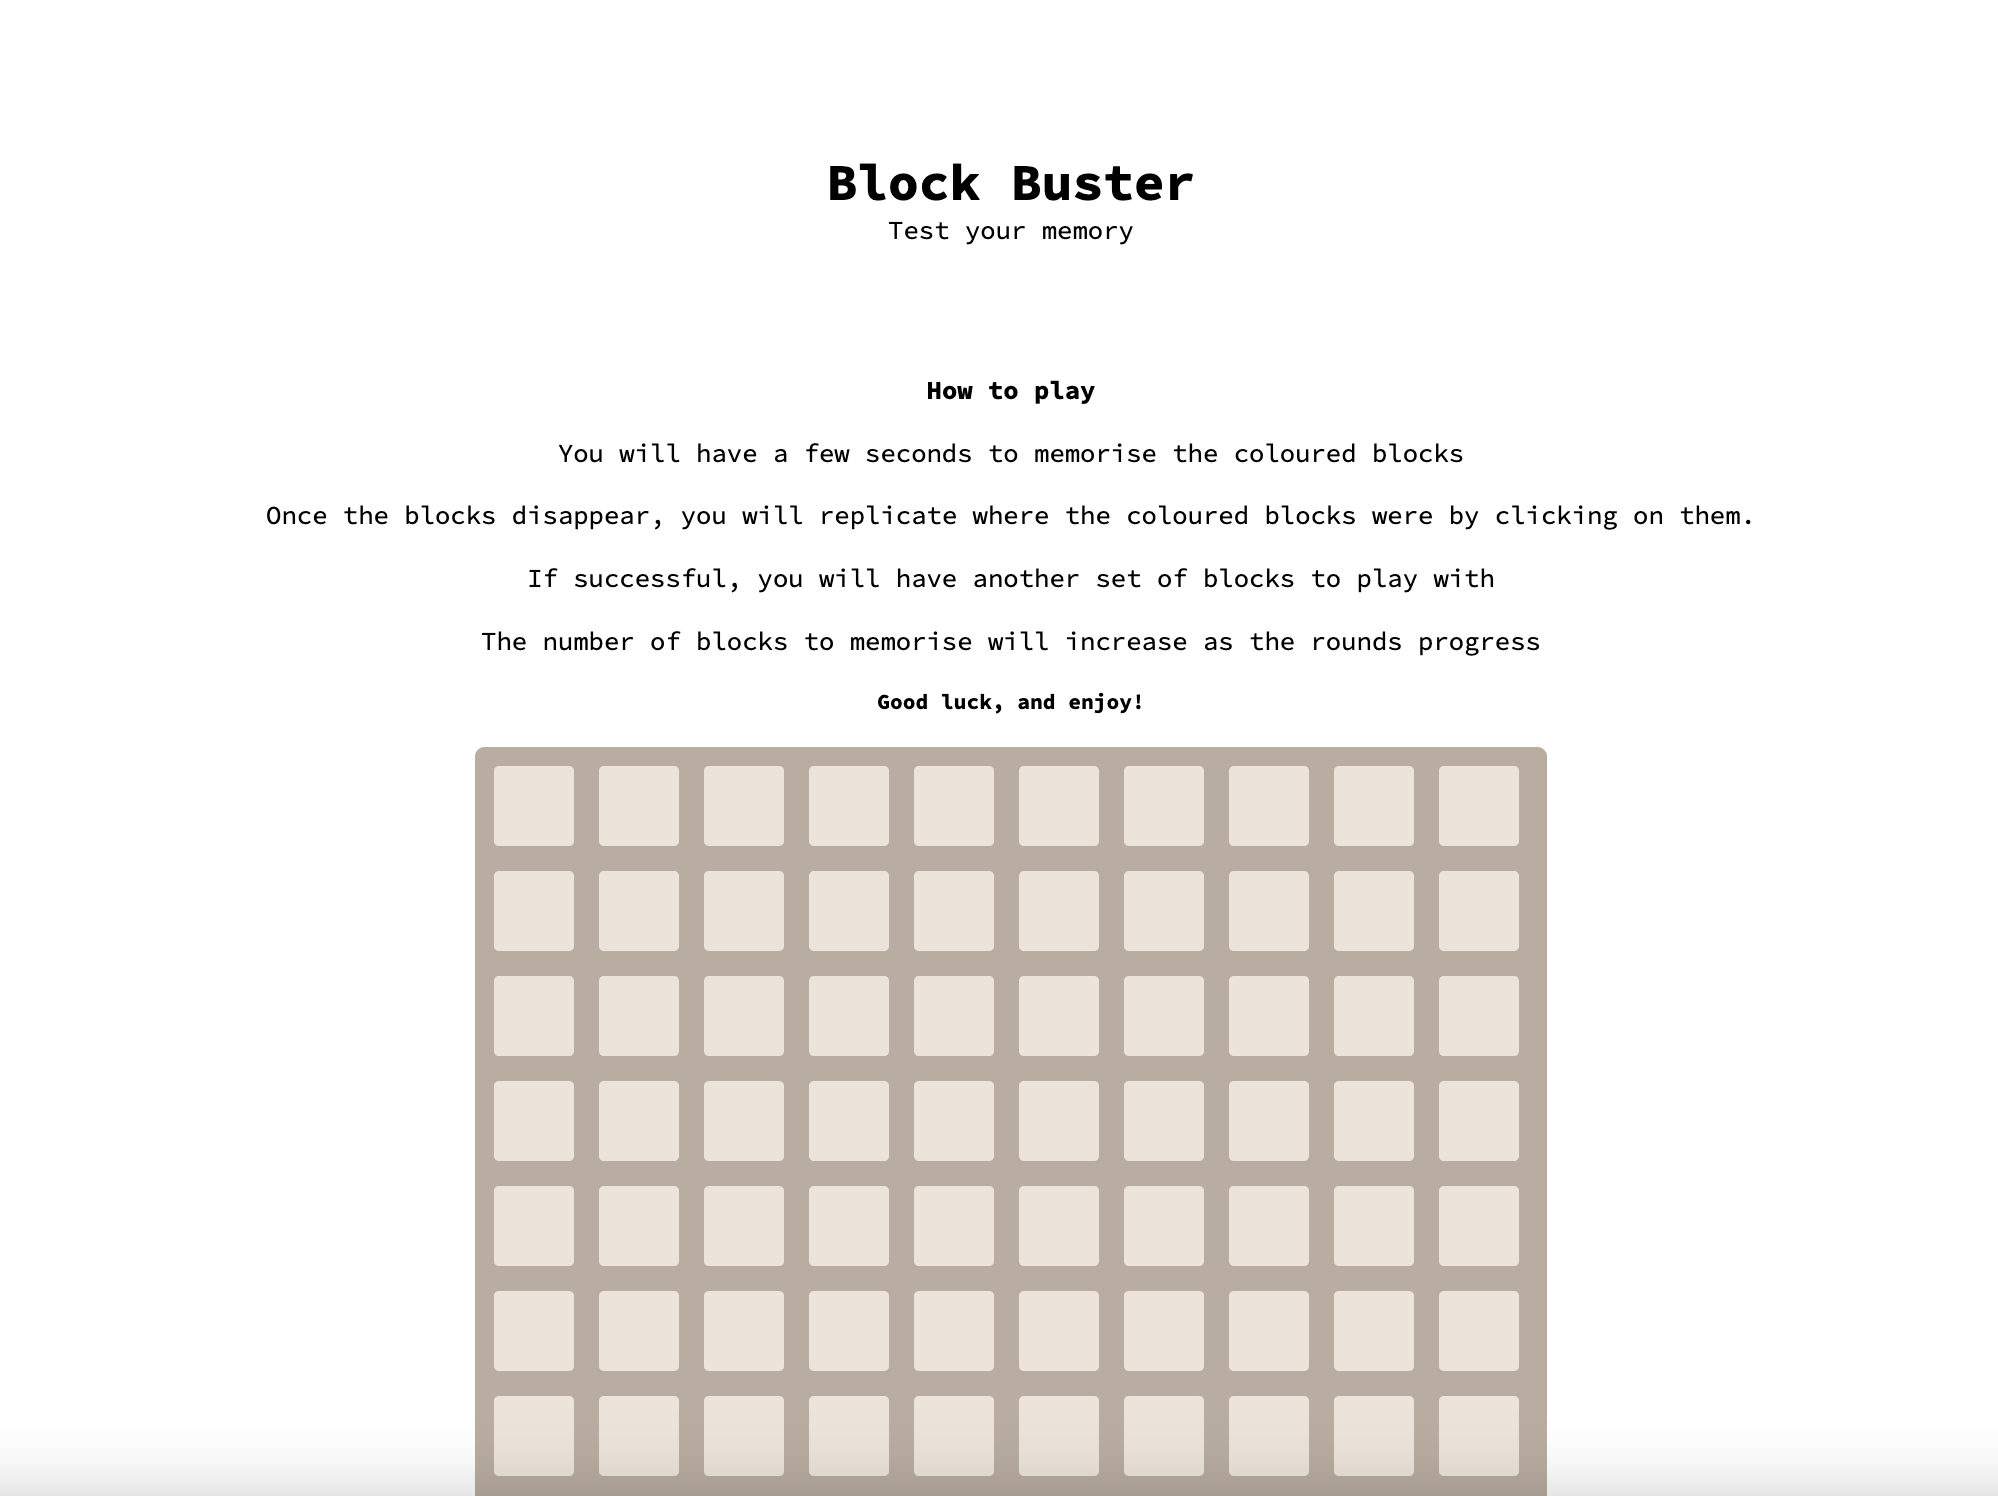 Block Buster
Test your memory
How to play
You will have a few seconds to memorise the coloured blocks
Once the blocks disappear, you will replicate where the coloured blocks were by clicking on them.
If successful, you will have another set of blocks to play with
The number of blocks to memorise will increase as the rounds progress
Good luck, and enjoy!